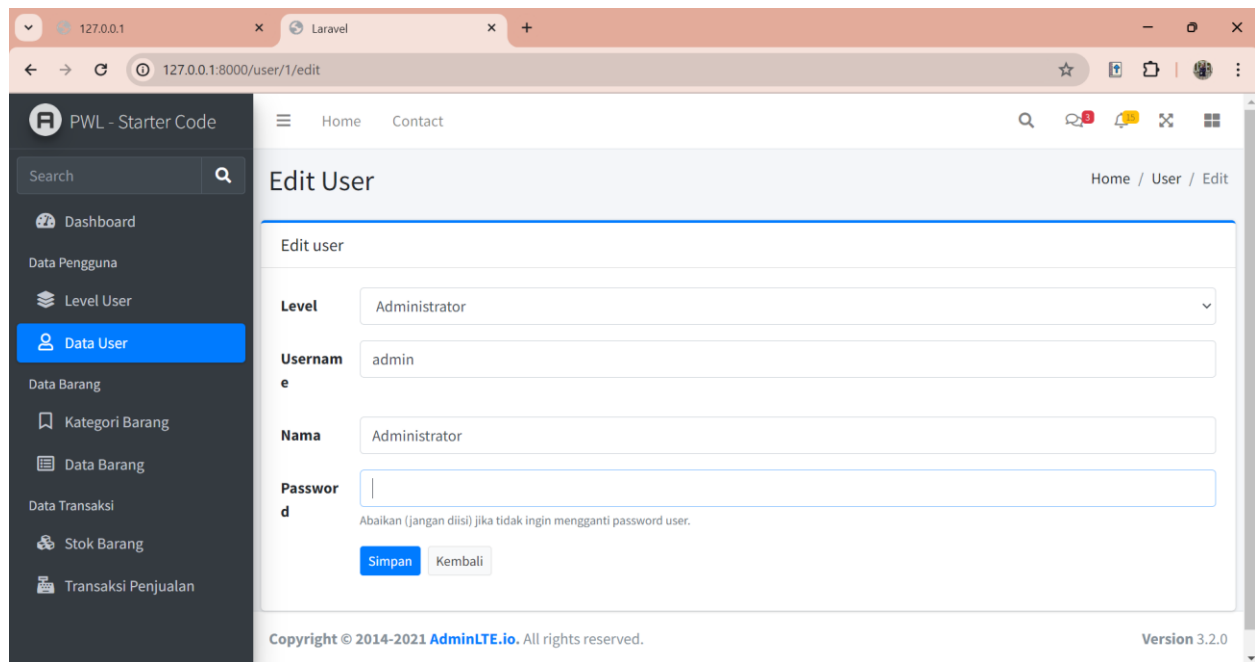 127.0.0.1
Laravel
127.0.0.1:8000/user/1/edit
PWL - Starter Code
Home Contact
3
15
Search
Edit User
Home / User / Edit
Dashboard
Data Pengguna
Level User
Data User
Data Barang
Kategori Barang
Data Barang
Data Transaksi
Stok Barang
Transaksi Penjualan
Edit user
Level
Administrator
Usernam
e
admin
Nama
Administrator
Passwor
d
Abaikan (jangan diisi) jika tidak ingin mengganti password user.
Simpan Kembali
Copyright © 2014-2021 AdminLTE.io. All rights reserved.
Version 3.2.0